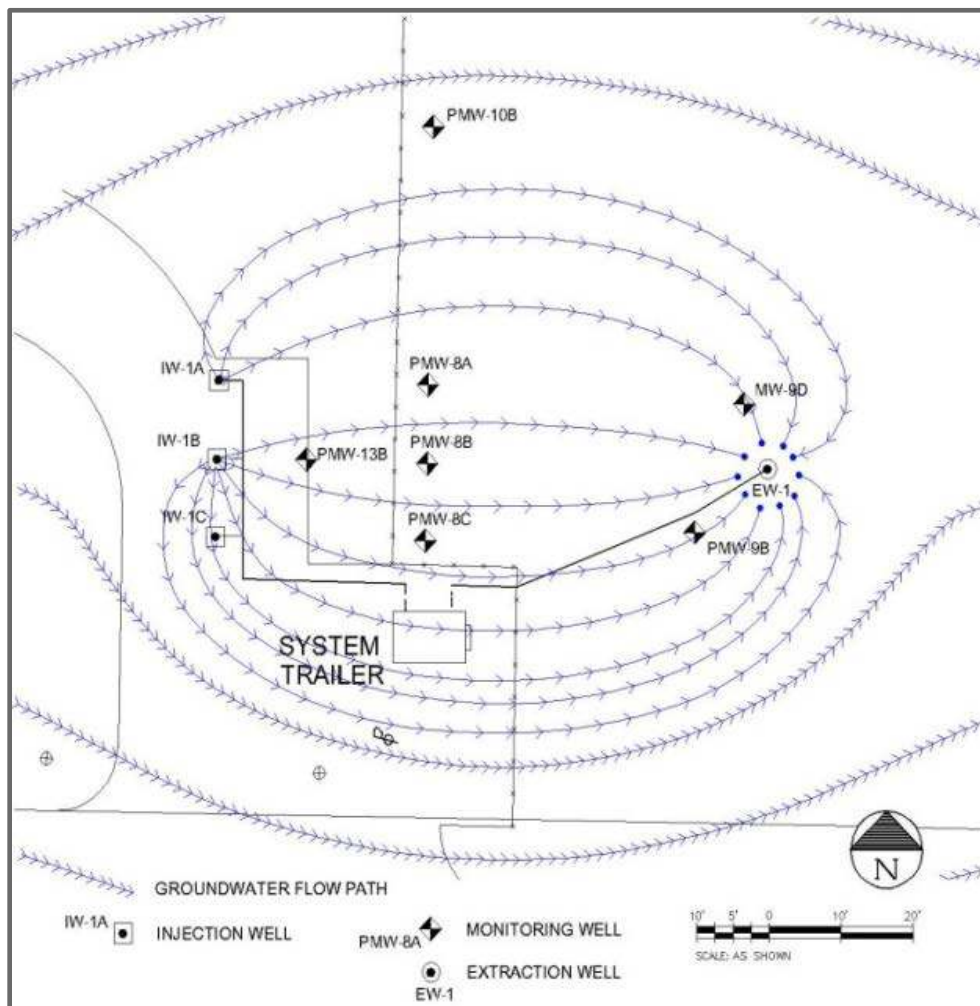 PMW-10B
IW-1A
PMW-8A
MW-9D
IW-1B
PMW-13B
PMW-8B
EW-1
IW-1C
PMW-8C
PMW-9B
SYSTEM
TRAILER
N
GROUNDWATER FLOW PATH
IW-1A
INJECTION WELL
PMW-8A
MONITORING WELL
EW-1
EXTRACTION WELL
10' 5' 0 10' 20'
SCALE: AS SHOWN